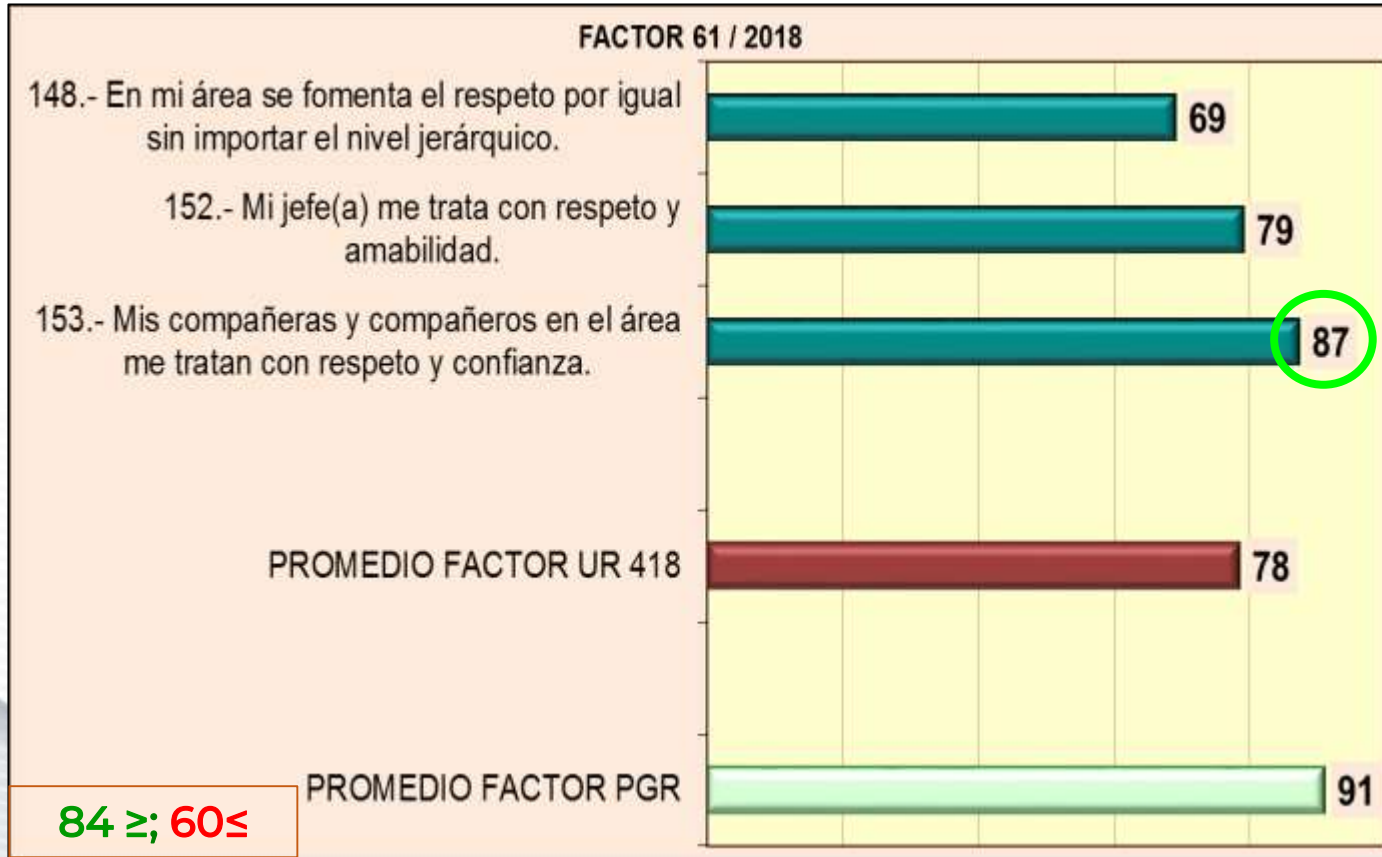 FACTOR 61 / 2018
148.- En mi área se fomenta el respeto por igual
sin importar el nivel jerárquico.
69
152.- Mi jefe(a) me trata con respeto y
amabilidad.
79
153.- Mis compañeras y compañeros en el área
me tratan con respeto y confianza.
87
PROMEDIO FACTOR UR 418
78
PROMEDIO FACTOR PGR
91
84 ≥; 60≤